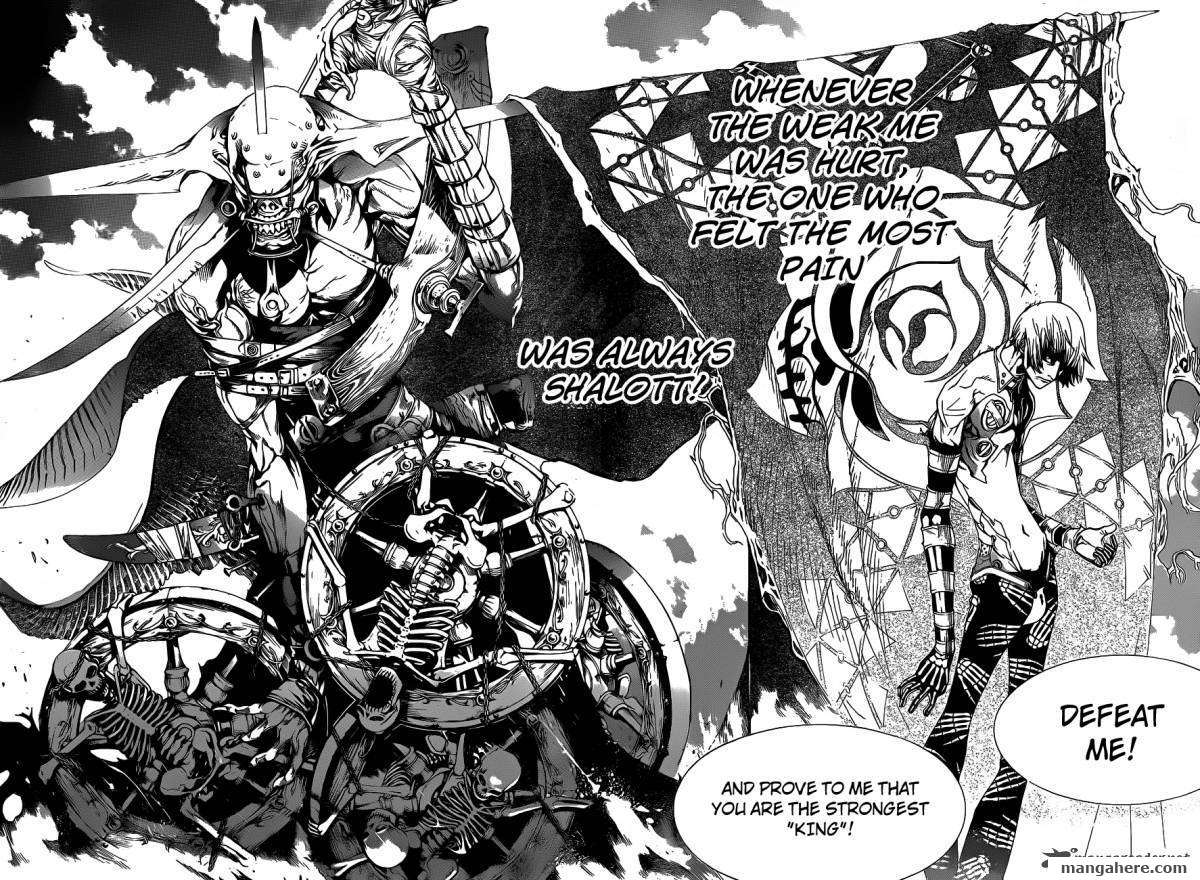 WHENEVER
THE WEAK ME
WAS HURT,
THE ONE WHO
FELT THE MOST
PAIN
WAS ALWAYS
SHALOTT!
DEFEAT
ME!
AND PROVE TO ME THAT
YOU ARE THE STRONGEST
"KING"!
mangahere.com